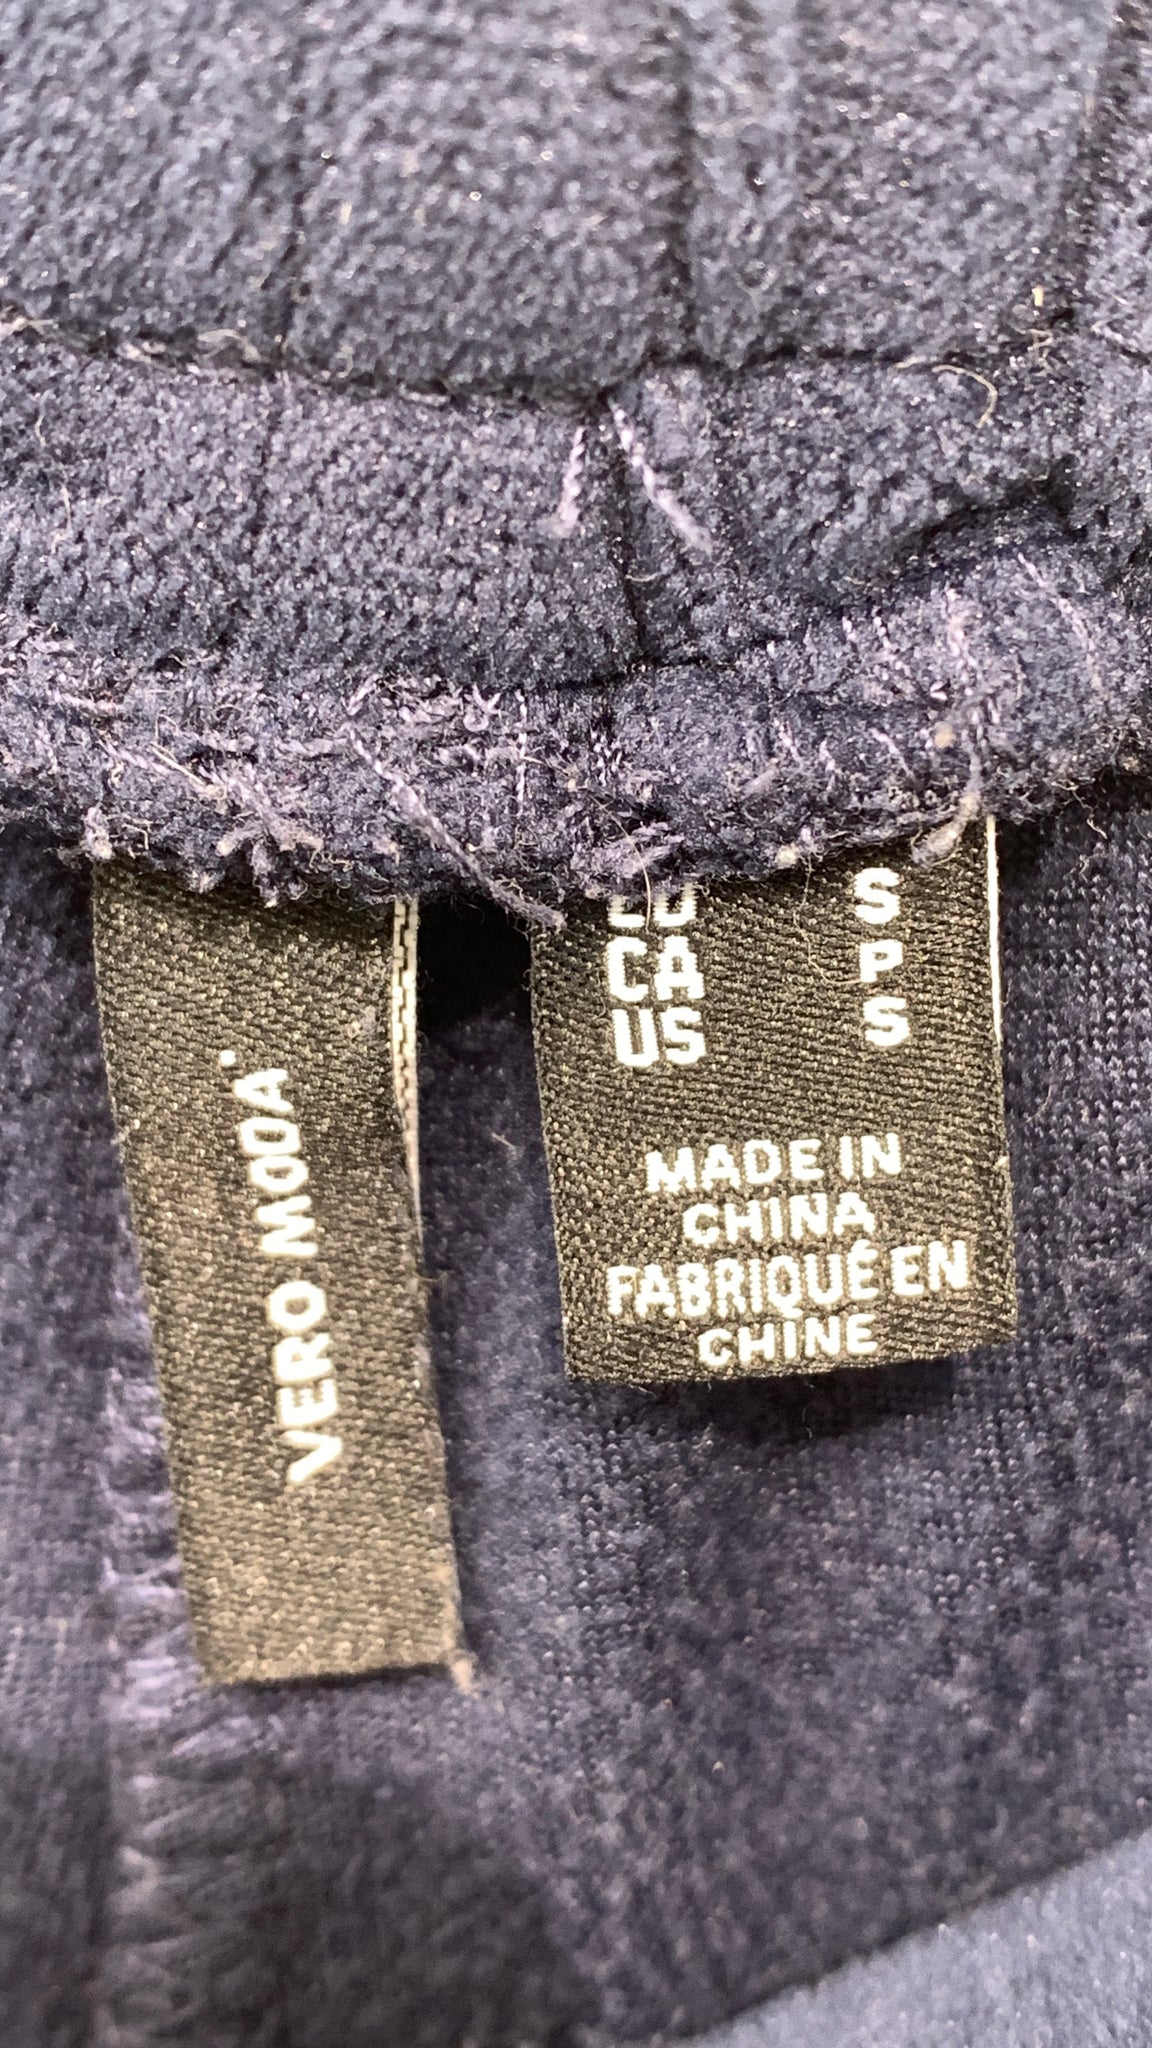 VERO MODA
S
CA P
US S
MADE IN
CHINA
FABRIQUÉ EN
CHINE